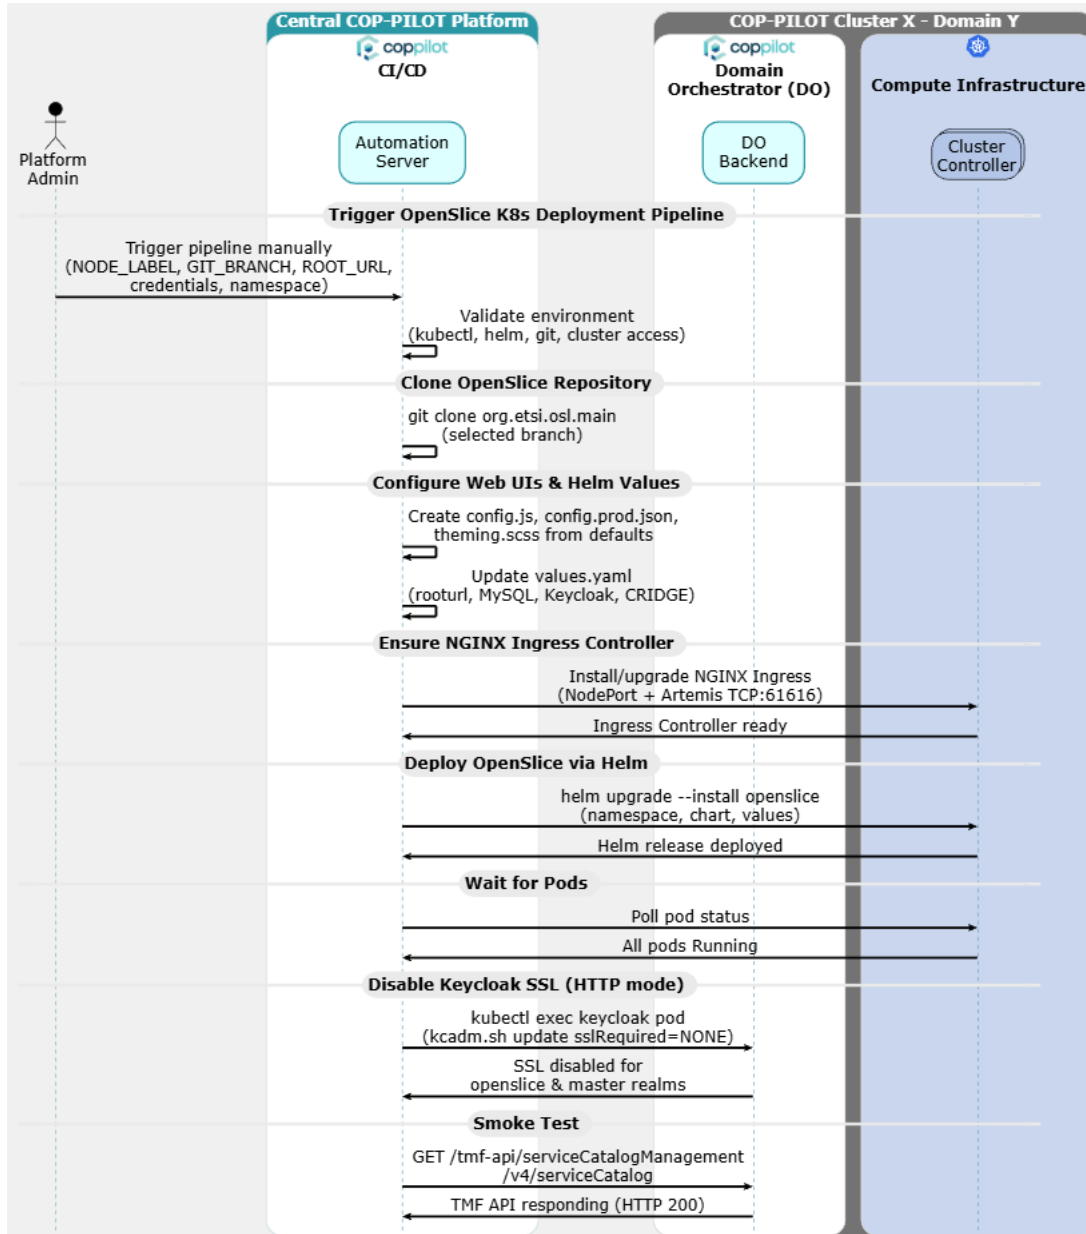 Central COP-PILOT Platform
COP-PILOT Cluster X - Domain Y
coppilot
CI/CD
coppilot
Domain
Orchestrator (DO)
Compute Infrastructure
Platform
Admin
Automation
Server
DO
Backend
Cluster
Controller
Trigger OpenSlice K8s Deployment Pipeline
Trigger pipeline manually
(NODE_LABEL, GIT_BRANCH, ROOT_URL,
credentials, namespace)
Validate environment
(kubectl, helm, git, cluster access)
Clone OpenSlice Repository
git clone org.etsi.osl.main
(selected branch)
Configure Web UIs & Helm Values
Create config.js, config.prod.json,
theming.scss from defaults
Update values.yaml
(rooturl, MySQL, Keycloak, CRIDGE)
Ensure NGINX Ingress Controller
Install/upgrade NGINX Ingress
(NodePort + Artemis TCP:61616)
Ingress Controller ready
Deploy OpenSlice via Helm
helm upgrade --install openslice
(namespace, chart, values)
Helm release deployed
Wait for Pods
Poll pod status
All pods Running
Disable Keycloak SSL (HTTP mode)
kubectl exec keycloak pod
(kcadm.sh update sslRequired=NONE)
SSL disabled for
openslice & master realms
Smoke Test
GET /tmf-api/serviceCatalogManagement
/v4/serviceCatalog
TMF API responding (HTTP 200)